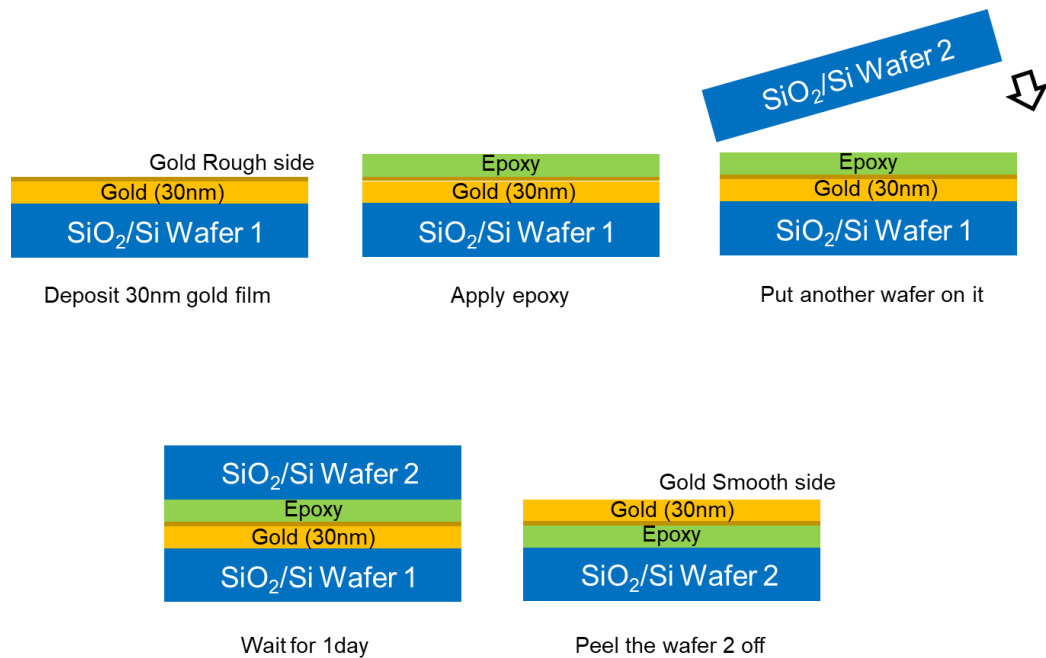 SiO₂/Si Wafer 2
Gold Rough side
Gold (30nm)
SiO₂/Si Wafer 1
Deposit 30nm gold film
Epoxy
Gold (30nm)
SiO₂/Si Wafer 1
Apply epoxy
Epoxy
Gold (30nm)
SiO₂/Si Wafer 1
Put another wafer on it
SiO₂/Si Wafer 2
Epoxy
Gold (30nm)
SiO₂/Si Wafer 1
Wait for 1day
Gold Smooth side
Gold (30nm)
Epoxy
SiO₂/Si Wafer 2
Peel the wafer 2 off